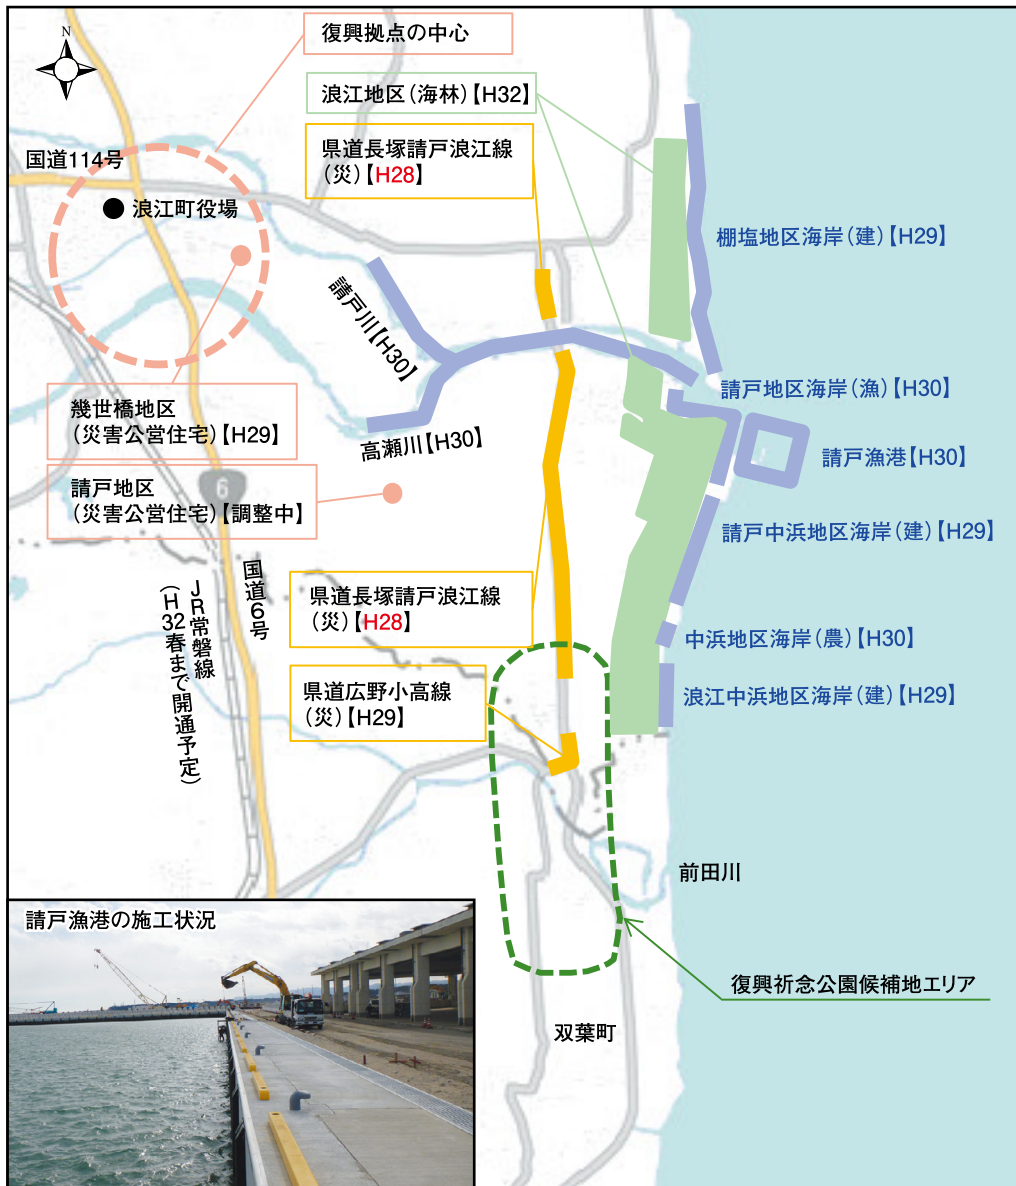 N
復興拠点の中心
浪江地区(海林)【H32】
県道長塚請戸浪江線
(災)【H28】
国道114号
浪江町役場
棚塩地区海岸(建)【H29】
請戸川【H30】
請戸地区海岸(漁)【H30】
幾世橋地区
(災害公営住宅)【H29】
高瀬川【H30】
請戸漁港【H30】
請戸地区
(災害公営住宅)【調整中】
6
請戸中浜地区海岸(建)【H29】
国道6号
JR常磐線
(H32春まで開通予定)
県道長塚請戸浪江線
(災)【H28】
中浜地区海岸(農)【H30】
県道広野小高線
(災)【H29】
浪江中浜地区海岸(建)【H29】
前田川
請戸漁港の施工状況
復興祈念公園候補地エリア
双葉町